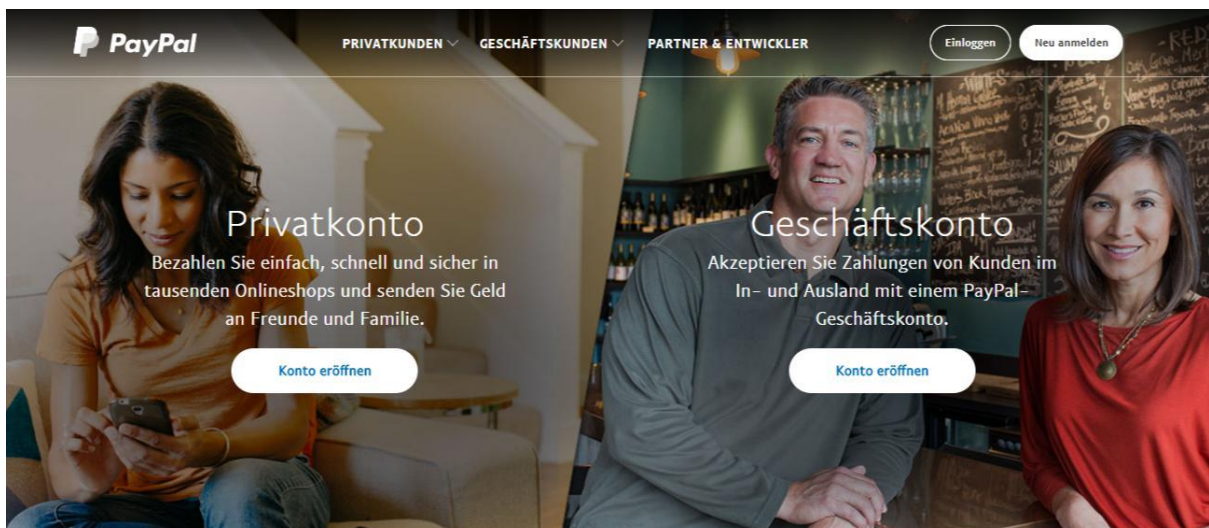 PayPal
PRIVATKUNDEN
GESCHÄFTSKUNDEN
PARTNER & ENTWICKLER
Einloggen
Neu anmelden
Privatkonto
Bezahlen Sie einfach, schnell und sicher in
tausenden Onlineshops und senden Sie Geld
an Freunde und Familie.
Konto eröffnen
Geschäftskonto
Akzeptieren Sie Zahlungen von Kunden im
In- und Ausland mit einem PayPal-
Geschäftskonto.
Konto eröffnen